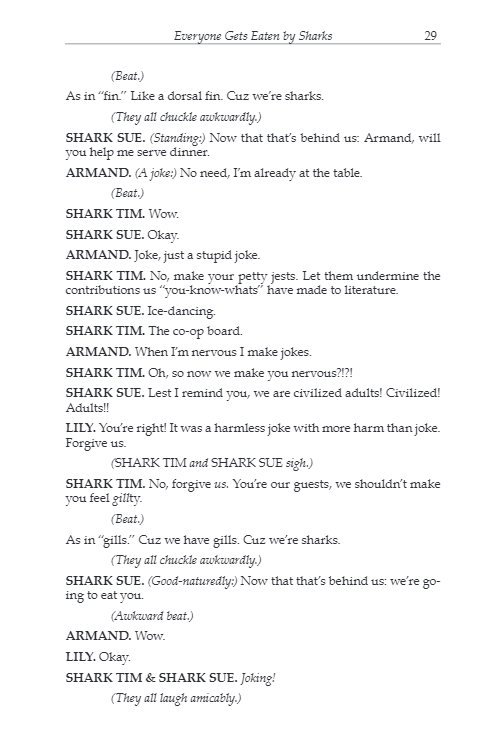 Everyone Gets Eaten by Sharks 29
(Beat.)
As in “fin.” Like a dorsal fin. Cuz we’re sharks.
(They all chuckle awkwardly.)
SHARK SUE. (Standing:) Now that that’s behind us: Armand, will
you help me serve dinner.
ARMAND. (A joke:) No need, I’m already at the table.
(Beat.)
SHARK TIM. Wow.
SHARK SUE. Okay.
ARMAND. Joke, just a stupid joke.
SHARK TIM. No, make your petty jests. Let them undermine the
contributions us “you-know-whats” have made to literature.
SHARK SUE. Ice-dancing.
SHARK TIM. The co-op board.
ARMAND. When I’m nervous I make jokes.
SHARK TIM. Oh, so now we make you nervous?!?!
SHARK SUE. Lest I remind you, we are civilized adults! Civilized!
Adults!!
LILY. You’re right! It was a harmless joke with more harm than joke.
Forgive us.
(SHARK TIM and SHARK SUE sigh.)
SHARK TIM. No, forgive us. You’re our guests, we shouldn’t make
you feel gillty.
(Beat.)
As in “gills.” Cuz we have gills. Cuz we’re sharks.
(They all chuckle awkwardly.)
SHARK SUE. (Good-naturedly:) Now that that’s behind us: we’re go-
ing to eat you.
(Awkward beat.)
ARMAND. Wow.
LILY. Okay.
SHARK TIM & SHARK SUE. Joking!
(They all laugh amicably.)